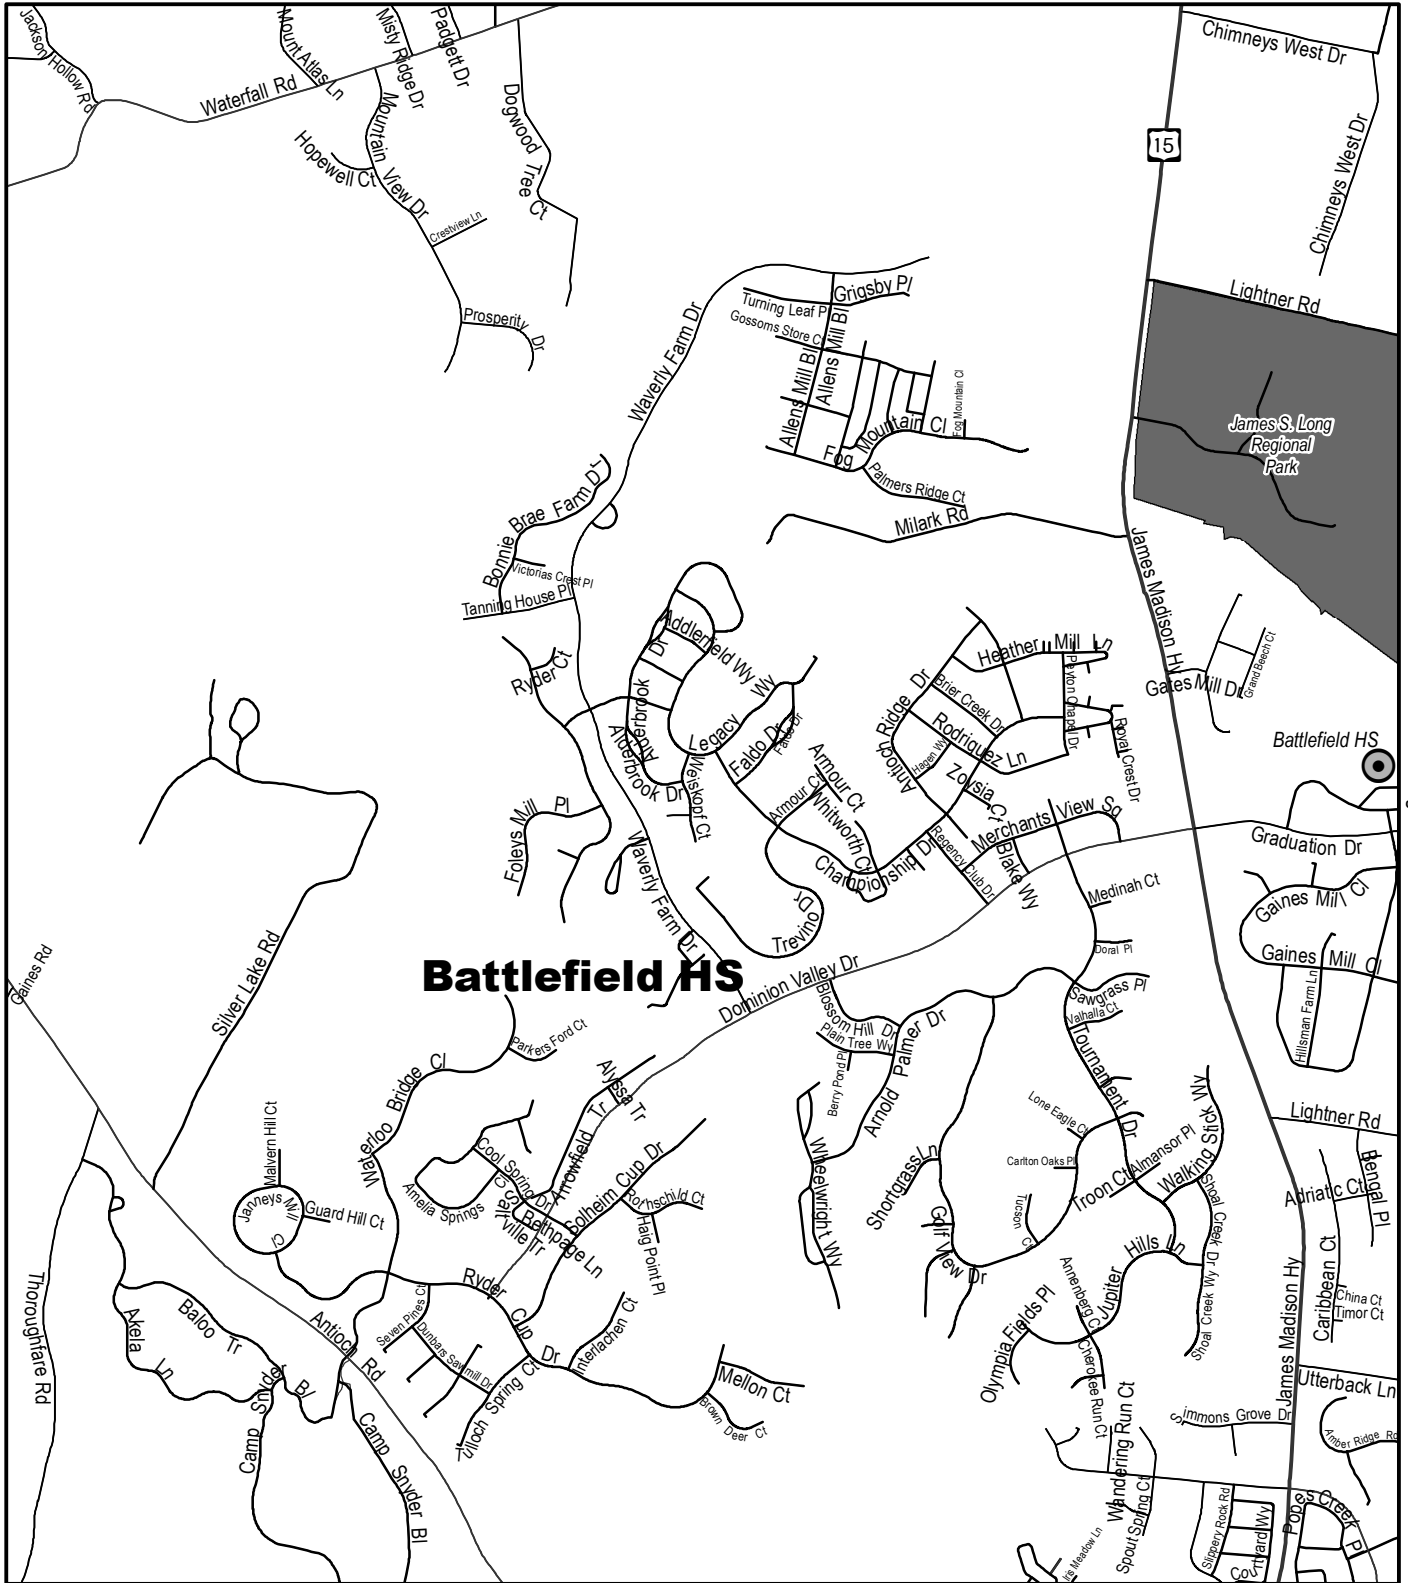 Jackson Hollow Rd
Mount Atlas Ln
Misty Ridge Dr
Padgett Dr
Waterfall Rd
Mountain View Dr
Hopewell Ct
Dogwood Tree Ct
Crestview Ln
Prosperity Dr
Chimneys West Dr
15
Chimneys West Dr
Lightner Rd
Waverly Farm Dr
Grigsby Pl
Turning Leaf Pl
Gossoms Store Ct
Allens Mill Bl
Allens Mill Bl
Fog Mountain Cl
Fog Mountain Cl
Palmers Ridge Ct
James S. Long
Regional
Park
Milark Rd
Bonnie Brae Farm Dr
Victorias Crest Pl
Tanning House Pl
James Madison Hy
Gates Mill Dr
Grand Beech Ct
Ryder Ct
Addlerfield Wy
Alderbrook Dr
Alderbrook Dr
Legacy Wy
Weiskopf Ct
Faldo Dr
Faldo Dr
Heather Mill Ln
Peyton Chapel Dr
Royal Crest Dr
Antioch Ridge Dr
Brier Creek Dr
Rodriquez Ln
Hagen Wy
Zoysia Ct
Armour Ct
Armour Ct
Whitworth Ct
Championship Dr
Regency Club Dr
Merchants View Sq
Blake Wy
Battlefield HS
Graduation Dr
Foleys Mill Pl
Waverly Farm Dr
Trevino Dr
Medinah Ct
Doral Pl
Gaines Mill Cl
Gaines Mill Cl
Hillsman Farm Ln
Gaines Rd
Silver Lake Rd
Battlefield HS
Dominion Valley Dr
Blossom Hill Dr
Plain Tree Wy
Berry Pond Pl
Arnold Palmer Dr
Sawgrass Pl
Valhalla Ct
Tournament Dr
Parkers Ford Ct
Waterloo Bridge Cl
Alyssa Tr
Arrowfield Tr
Cool Spring Dr
Amelia Springs Cl
Saltville Tr
Bethpage Ln
Solheim Cup Dr
Rothschild Ct
Haig Point Pl
Malvern Hill Ct
Janneys Mill Cl
Guard Hill Ct
Wheelwright Wy
Shortgrass Ln
Golf View Dr
Lone Eagle Ct
Carlton Oaks Pl
Tucson Ct
Troon Ct
Almansor Pl
Walking Stick Wy
Shoal Creek Dr
Shoal Creek Wy
Lightner Rd
Bengal Pl
Adriatic Ct
Caribbean Ct
China Ct
Timor Ct
Thoroughfare Rd
Akela Ln
Baloo Tr
Antioch Rd
Camp Snyder Bl
Camp Snyder Bl
Ryder Cup Dr
Seven Pines Ct
Dunbars Sawmill Dr
Tulloch Spring Ct
Interlachen Ct
Mellon Ct
Brown Deer Ct
Olympia Fields Pl
Annenberg Ct
Jupiter Hills Ln
Cherokee Run Ct
Wandering Run Ct
Spout Spring Ct
Iris Meadow Ln
James Madison Hy
Utterback Ln
Simmons Grove Dr
Amber Ridge Rd
Slippery Rock Rd
Courtyard Wy
Popes Creek Pl